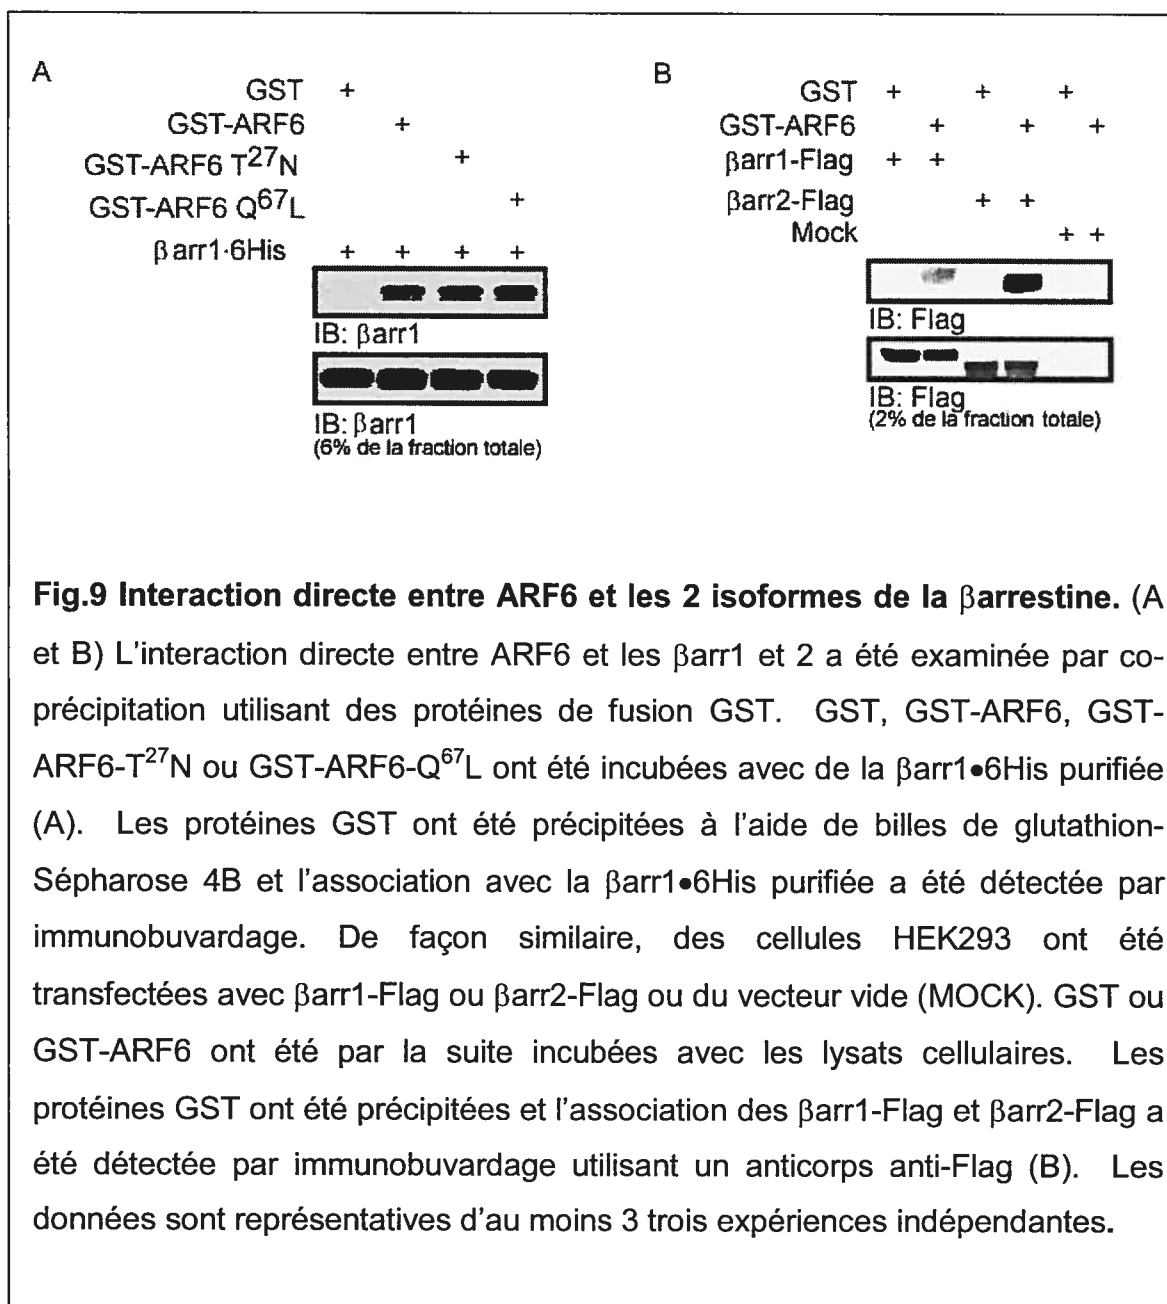 A
GST +
GST-ARF6 +
GST-ARF6 T27N +
GST-ARF6 Q67L +
βarr1·6His + + + +
IB: βarr1
IB: βarr1
(6% de la fraction totale)
B
GST + + +
GST-ARF6 + + +
βarr1-Flag + +
βarr2-Flag + +
Mock + +
IB: Flag
IB: Flag
(2% de la fraction totale)
Fig.9 Interaction directe entre ARF6 et les 2 isoformes de la βarrestine. (A
et B) L'interaction directe entre ARF6 et les βarr1 et 2 a été examinée par co-
précipitation utilisant des protéines de fusion GST. GST, GST-ARF6, GST-
ARF6-T27N ou GST-ARF6-Q67L ont été incubées avec de la βarr1●6His purifiée
(A). Les protéines GST ont été précipitées à l'aide de billes de glutathion-
Sépharose 4B et l'association avec la βarr1●6His purifiée a été détectée par
immunobuvardage. De façon similaire, des cellules HEK293 ont été
transfectées avec βarr1-Flag ou βarr2-Flag ou du vecteur vide (MOCK). GST ou
GST-ARF6 ont été par la suite incubées avec les lysats cellulaires. Les
protéines GST ont été précipitées et l'association des βarr1-Flag et βarr2-Flag a
été détectée par immunobuvardage utilisant un anticorps anti-Flag (B). Les
données sont représentatives d'au moins 3 trois expériences indépendantes.